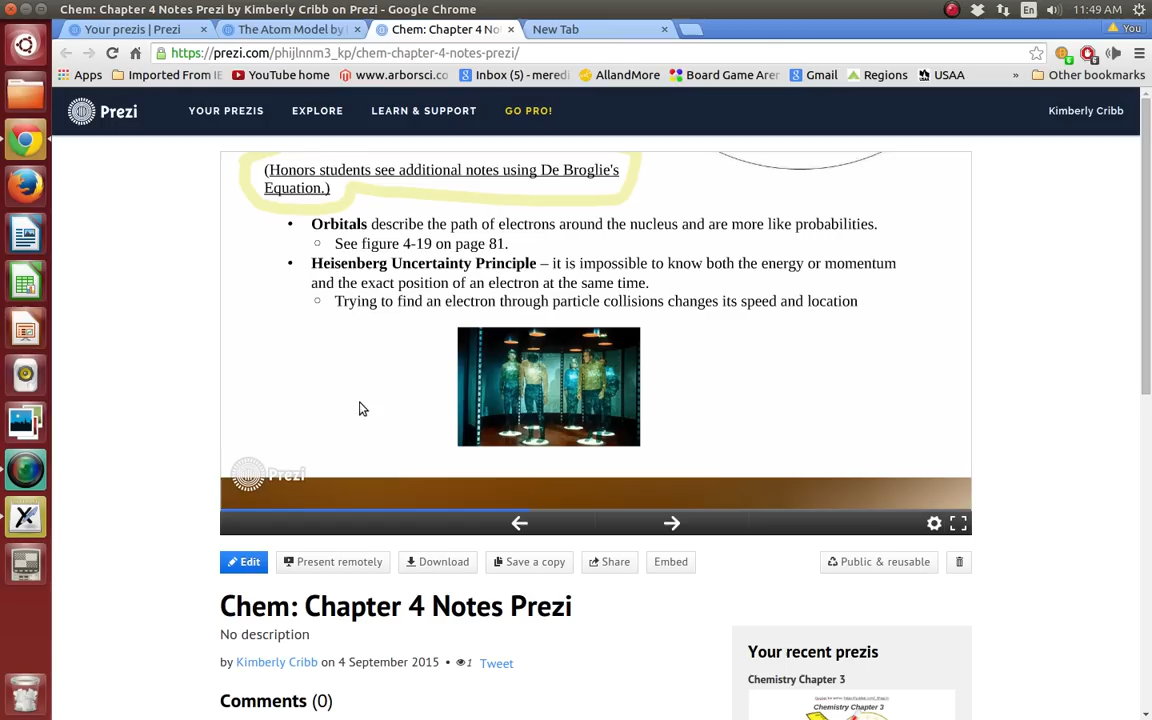 Chem: Chapter 4 Notes Prezi by Kimberly Cribb on Prezi - Google Chrome
En
11:49 AM
Your prezis | Prezi
The Atom Model by
Chem: Chapter 4 No
New Tab
You
https://prezi.com/phijlnnm3_kp/chem-chapter-4-notes-prezi/
6
6
Apps
Imported From IE
YouTube home
www.arborsci.co
Inbox (5) - meredi
AllandMore
Board Game Arer
Gmail
Regions
USAA
»
Other bookmarks
Prezi
YOUR PREZIS
EXPLORE
LEARN & SUPPORT
GO PRO!
Kimberly Cribb
(Honors students see additional notes using De Broglie's
Equation.)
• Orbitals describe the path of electrons around the nucleus and are more like probabilities.
○ See figure 4-19 on page 81.
• Heisenberg Uncertainty Principle – it is impossible to know both the energy or momentum
and the exact position of an electron at the same time.
○ Trying to find an electron through particle collisions changes its speed and location
Prezi
Edit
Present remotely
Download
Save a copy
Share
Embed
Public & reusable
Chem: Chapter 4 Notes Prezi
No description
by Kimberly Cribb on 4 September 2015 • 1 Tweet
Your recent prezis
Chemistry Chapter 3
Comments (0)
Chemistry Chapter 3